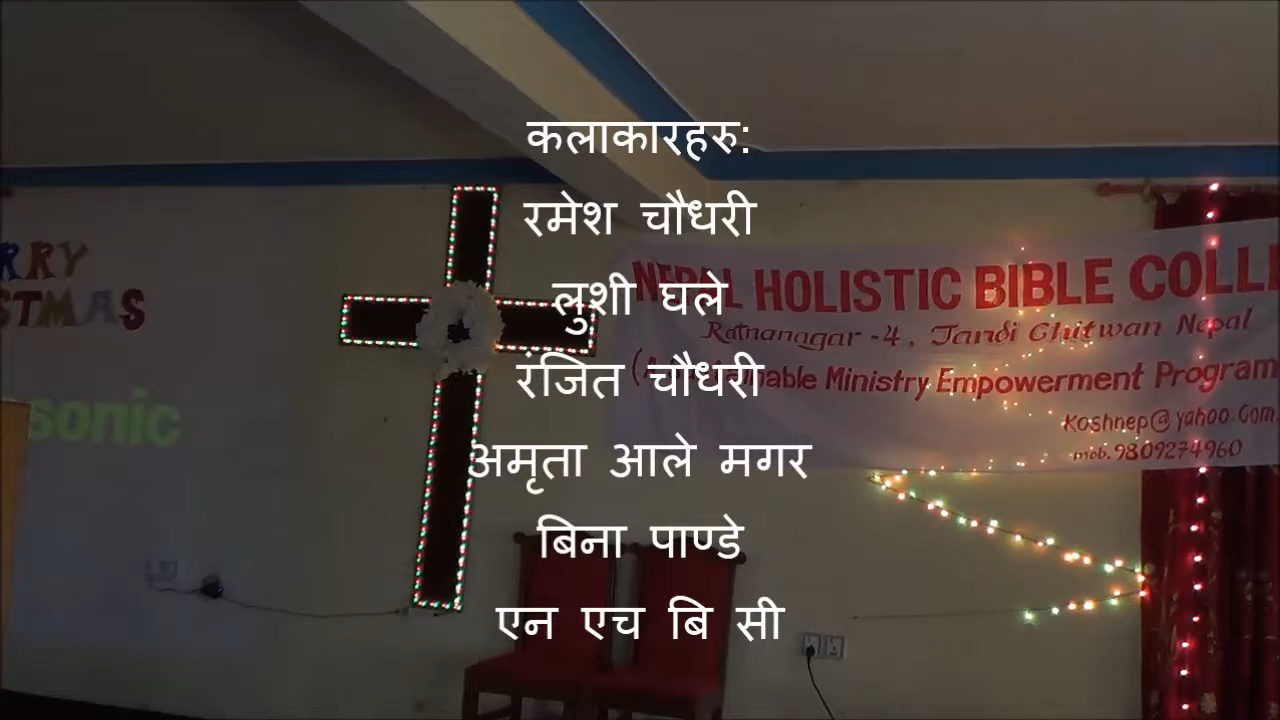 कलाकारहरु:
रमेश चौधरी
लुशी घले
रंजित चौधरी
अमृता आले मगर
बिना पाण्डे
एन एच बि सी
RRY
STMAS
sonic
NEPAL HOLISTIC BIBLE COLL
Ratnanagar -4, Tandi Chitwan Nepal
Ministry Empowerment Program
Koshnep@yahoo.Com
mob. 9809274960